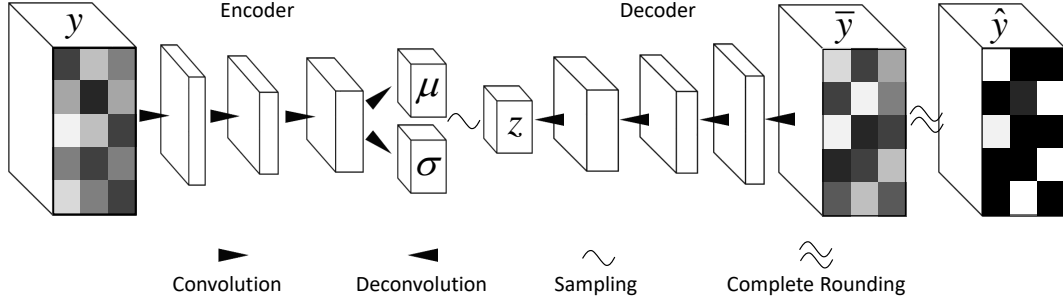 Encoder Decoder
y μ σ z y̅ ŷ
Convolution Deconvolution Sampling Complete Rounding